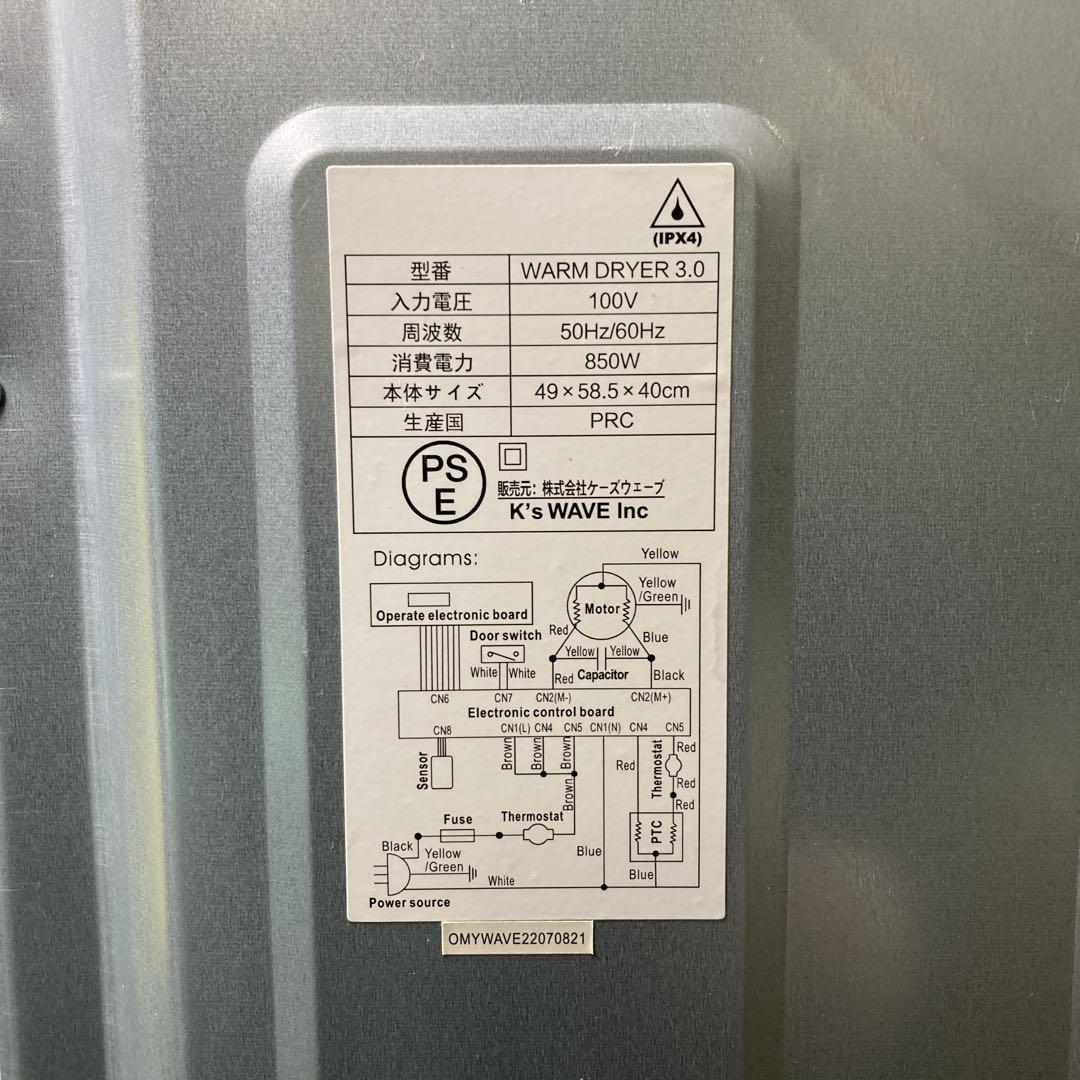 (IPX4)
型番 WARM DRYER 3.0
入力電圧 100V
周波数 50Hz/60Hz
消費電力 850W
本体サイズ 49×58.5×40cm
生産国 PRC
PS
E
販売元: 株式会社ケーズウェーブ
K's WAVE Inc
Diagrams:
Yellow
Yellow
/Green
Operate electronic board
Motor
Red
Blue
Door switch
Yellow Yellow
White White
Red Capacitor Black
CN6 CN7 CN2(M-) CN2(M+)
Electronic control board
CN8 CN1(L) CN4 CN5 CN1(N) CN4 CN5
Sensor
Brown Brown Brown
Brown
Red
Thermostat
Red
Red
Red
PTC
Fuse
Thermostat
Black
Yellow
/Green
Blue
Blue
White
Power source
OMYWAVE22070821